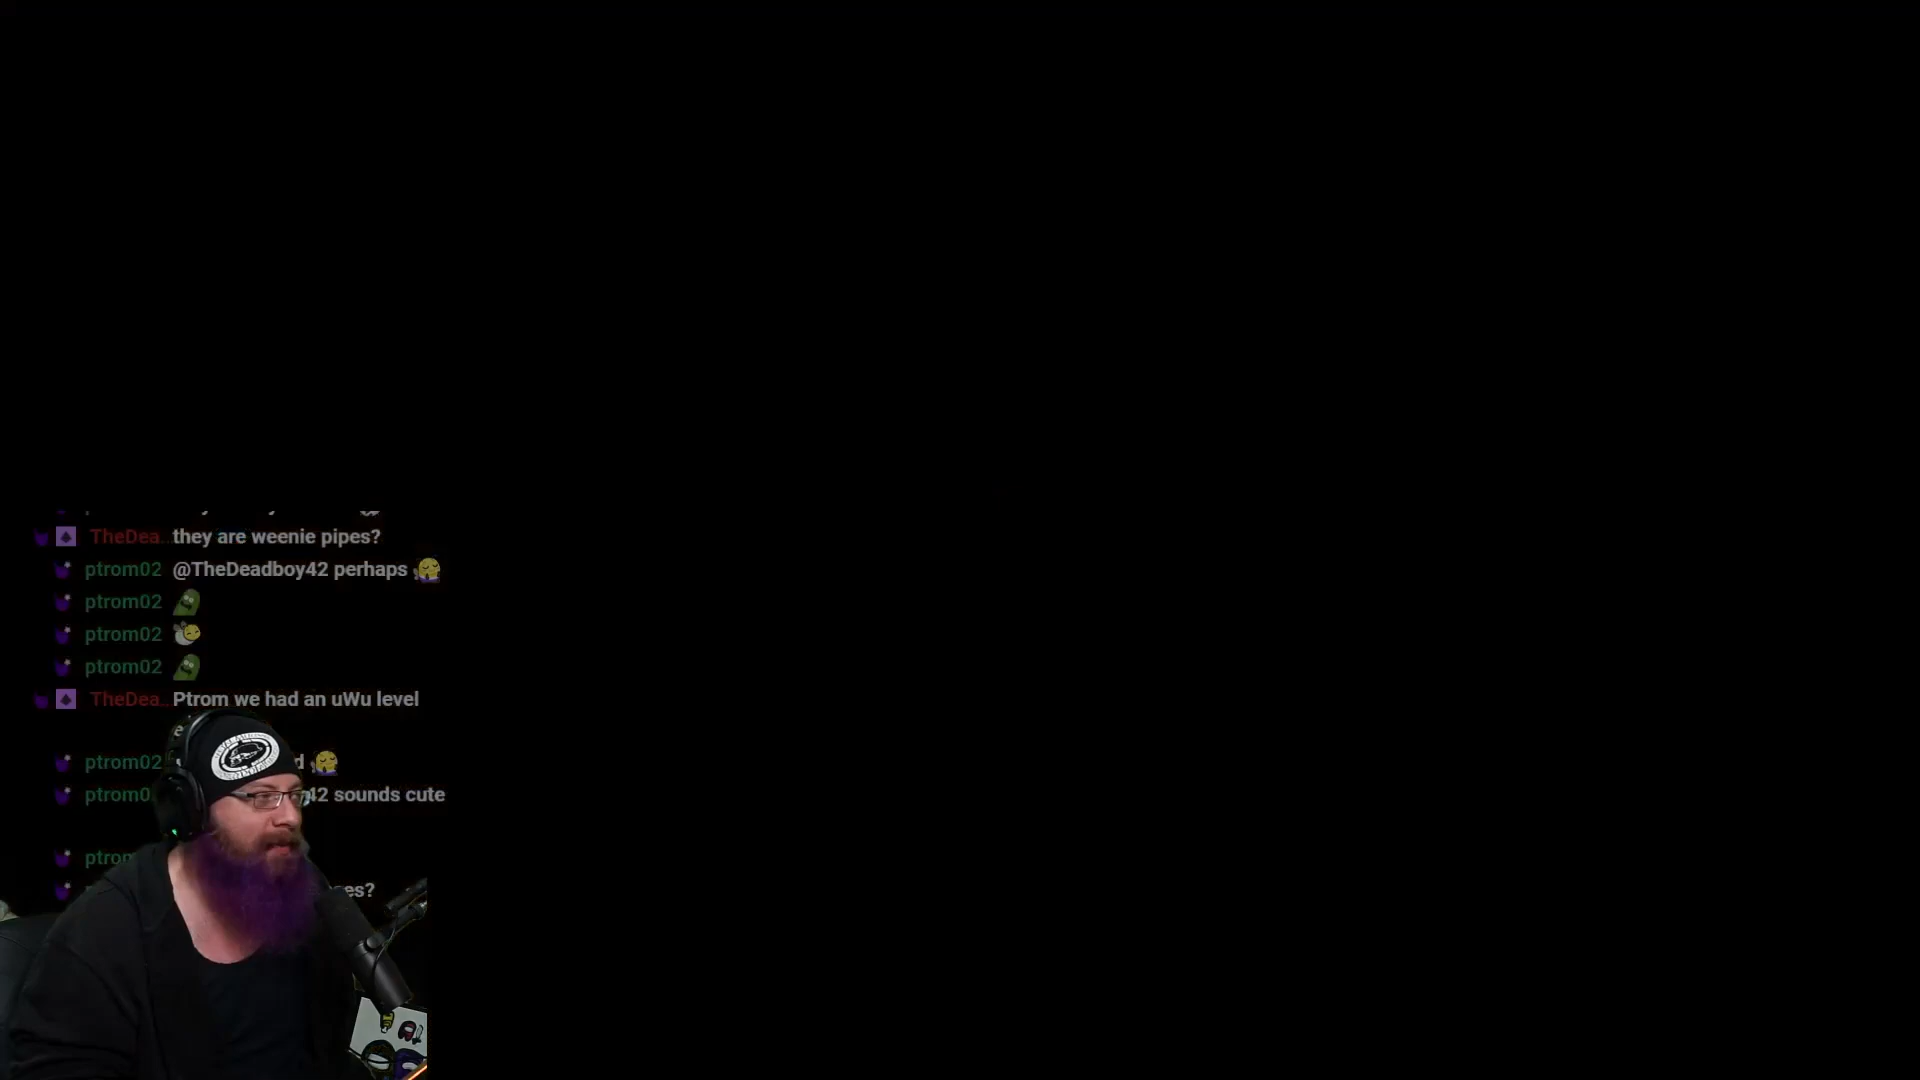 TheDea... they are weenie pipes?
ptrom02 @TheDeadboy42 perhaps
ptrom02
ptrom02
ptrom02
TheDea... Ptrom we had an uWu level
ptrom02
42 sounds cute
es?